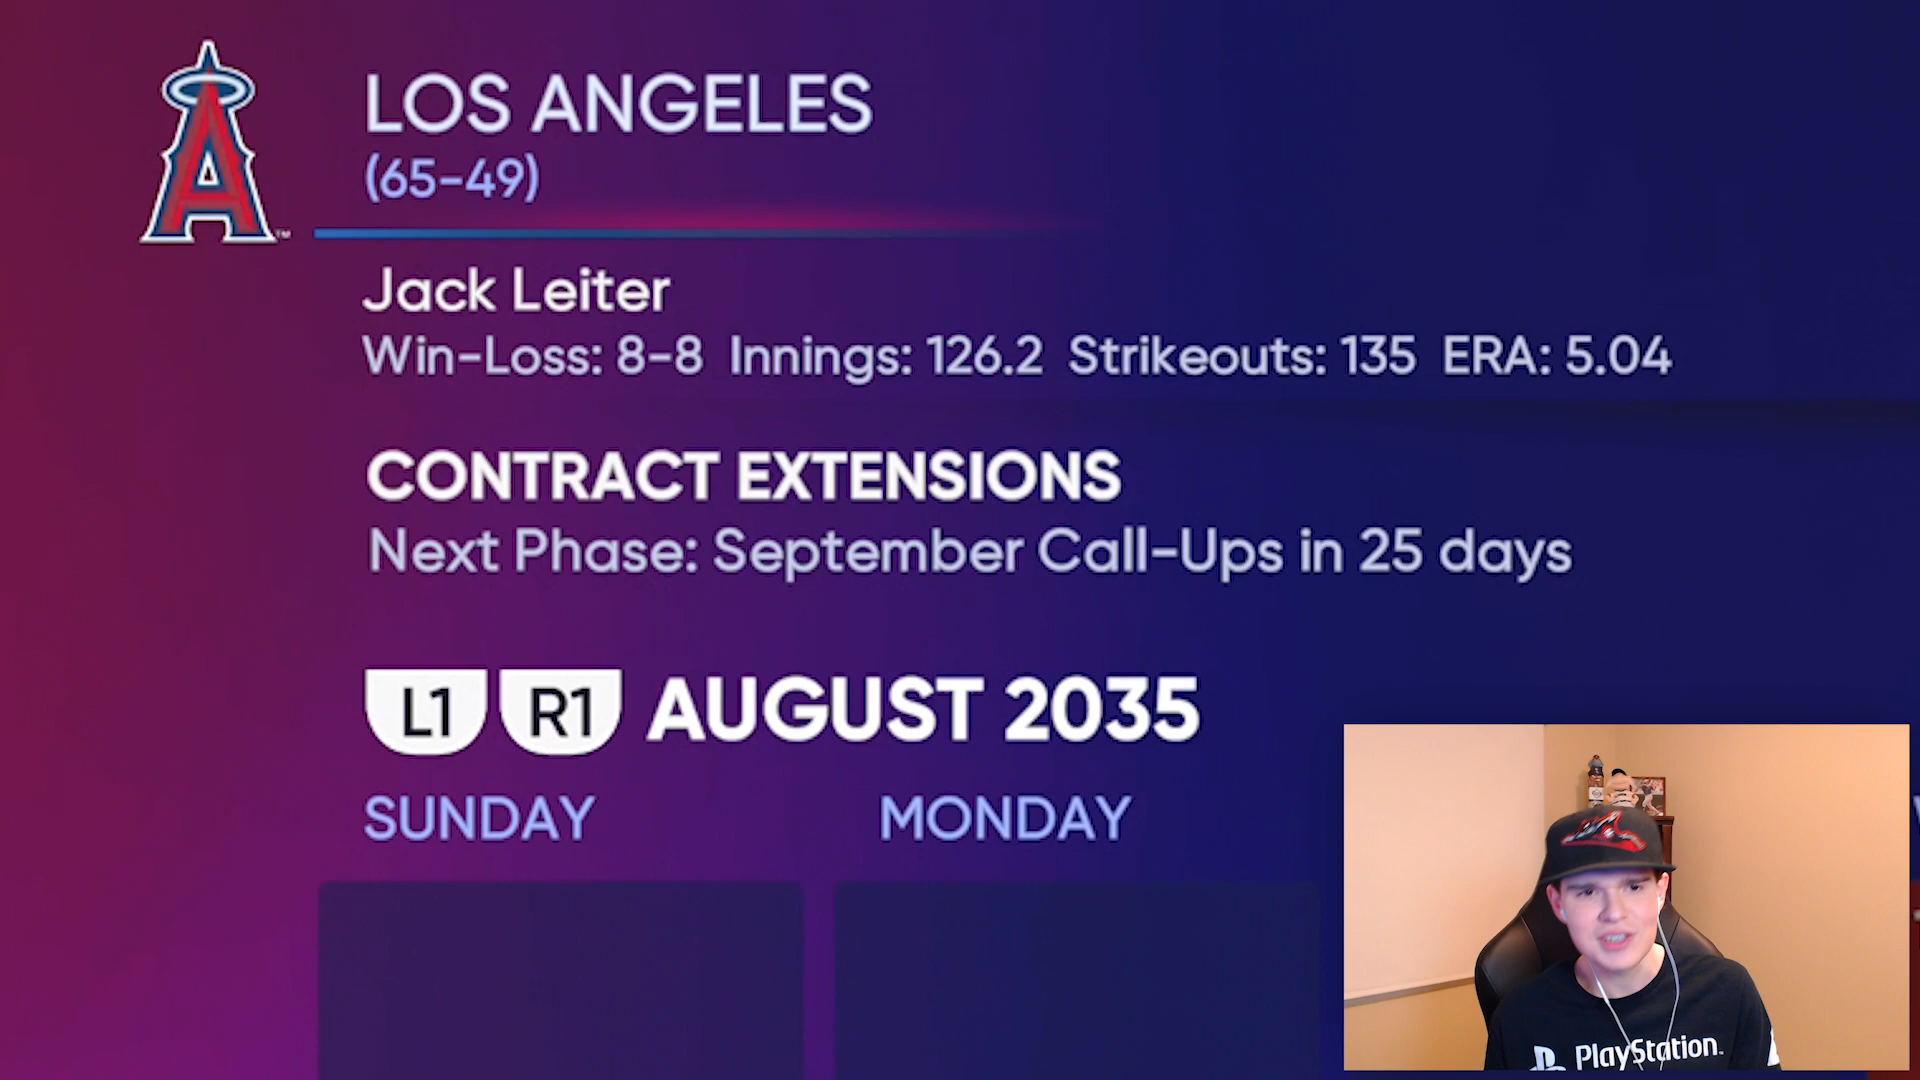 LOS ANGELES
(65-49)
Jack Leiter
Win-Loss: 8-8 Innings: 126.2 Strikeouts: 135 ERA: 5.04
CONTRACT EXTENSIONS
Next Phase: September Call-Ups in 25 days
L1 R1 AUGUST 2035
SUNDAY MONDAY
PlayStation